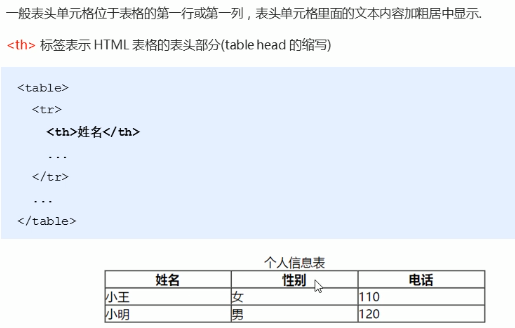 一般表头单元格位于表格的第一行或第一列，表头单元格里面的文本内容加粗居中显示.
<th> 标签表示 HTML 表格的表头部分(table head 的缩写)
<table>
<tr>
<th>姓名</th>
...
</tr>
...
</table>
个人信息表
姓名 性别 电话
小王 女 110
小明 男 120